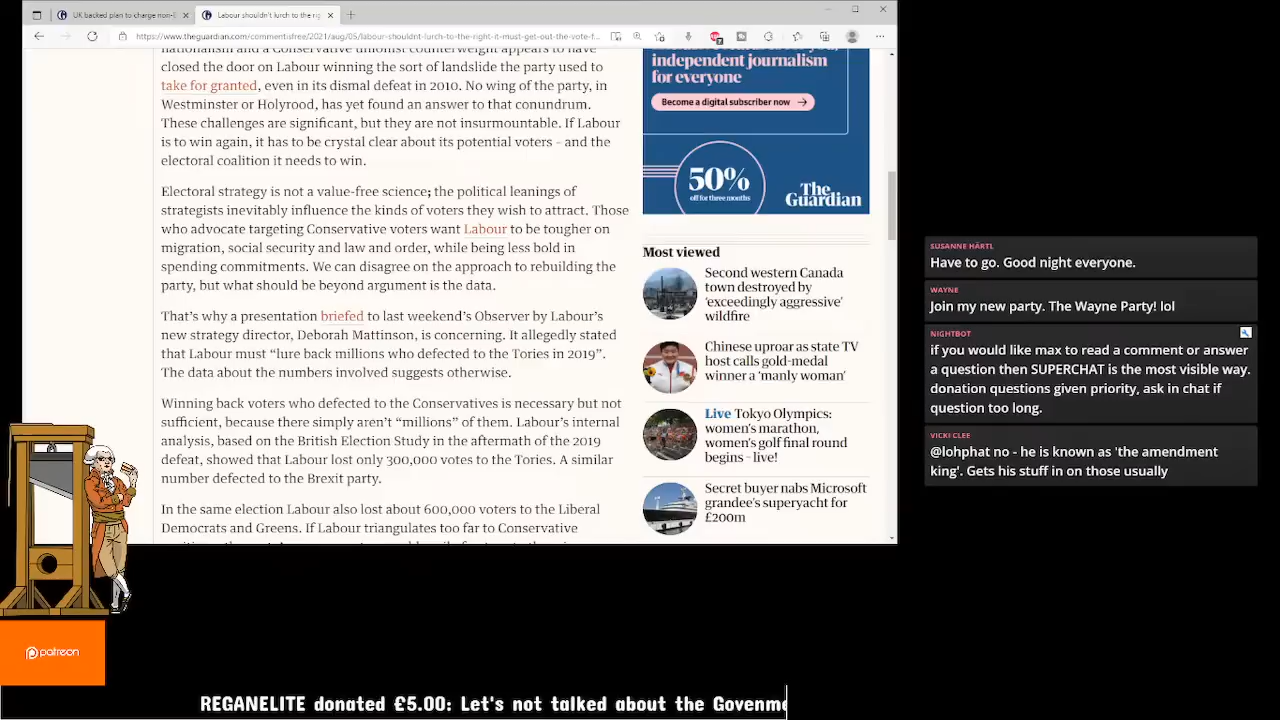 UK backed plan to charge non-E
Labour shouldn't lurch to the rig
https://www.theguardian.com/commentisfree/2021/aug/05/labour-shouldnt-lurch-to-the-right-it-must-get-out-the-vote-f...
nationalism and a Conservative unionist counterweight appears to have
closed the door on Labour winning the sort of landslide the party used to
take for granted, even in its dismal defeat in 2010. No wing of the party, in
Westminster or Holyrood, has yet found an answer to that conundrum.
These challenges are significant, but they are not insurmountable. If Labour
is to win again, it has to be crystal clear about its potential voters – and the
electoral coalition it needs to win.
Electoral strategy is not a value-free science; the political leanings of
strategists inevitably influence the kinds of voters they wish to attract. Those
who advocate targeting Conservative voters want Labour to be tougher on
migration, social security and law and order, while being less bold in
spending commitments. We can disagree on the approach to rebuilding the
party, but what should be beyond argument is the data.
That's why a presentation briefed to last weekend's Observer by Labour's
new strategy director, Deborah Mattinson, is concerning. It allegedly stated
that Labour must “lure back millions who defected to the Tories in 2019”.
The data about the numbers involved suggests otherwise.
Winning back voters who defected to the Conservatives is necessary but not
sufficient, because there simply aren't “millions” of them. Labour's internal
analysis, based on the British Election Study in the aftermath of the 2019
defeat, showed that Labour lost only 300,000 votes to the Tories. A similar
number defected to the Brexit party.
In the same election Labour also lost about 600,000 voters to the Liberal
Democrats and Greens. If Labour triangulates too far to Conservative
independent journalism
for everyone
Become a digital subscriber now
50%
off for three months
The
Guardian
Most viewed
Second western Canada
town destroyed by
‘exceedingly aggressive’
wildfire
Chinese uproar as state TV
host calls gold-medal
winner a ‘manly woman’
Live Tokyo Olympics:
women's marathon,
women's golf final round
begins – live!
Secret buyer nabs Microsoft
grandee's superyacht for
£200m
SUSANNE HÄRTL
Have to go. Good night everyone.
WAYNE
Join my new party. The Wayne Party! lol
NIGHTBOT
if you would like max to read a comment or answer
a question then SUPERCHAT is the most visible way.
donation questions given priority, ask in chat if
question too long.
VICKI CLEE
@lohphat no - he is known as 'the amendment
king'. Gets his stuff in on those usually
patreon
REGANELITE donated £5.00: Let's not talked about the Govenme